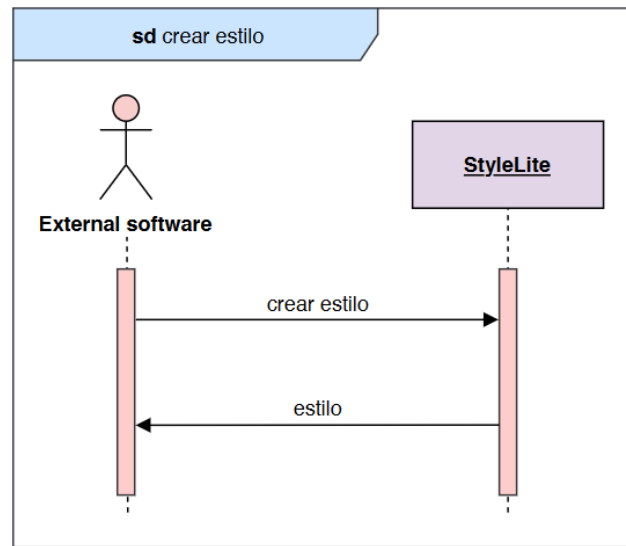 sd crear estilo
StyleLite
External software
crear estilo
estilo